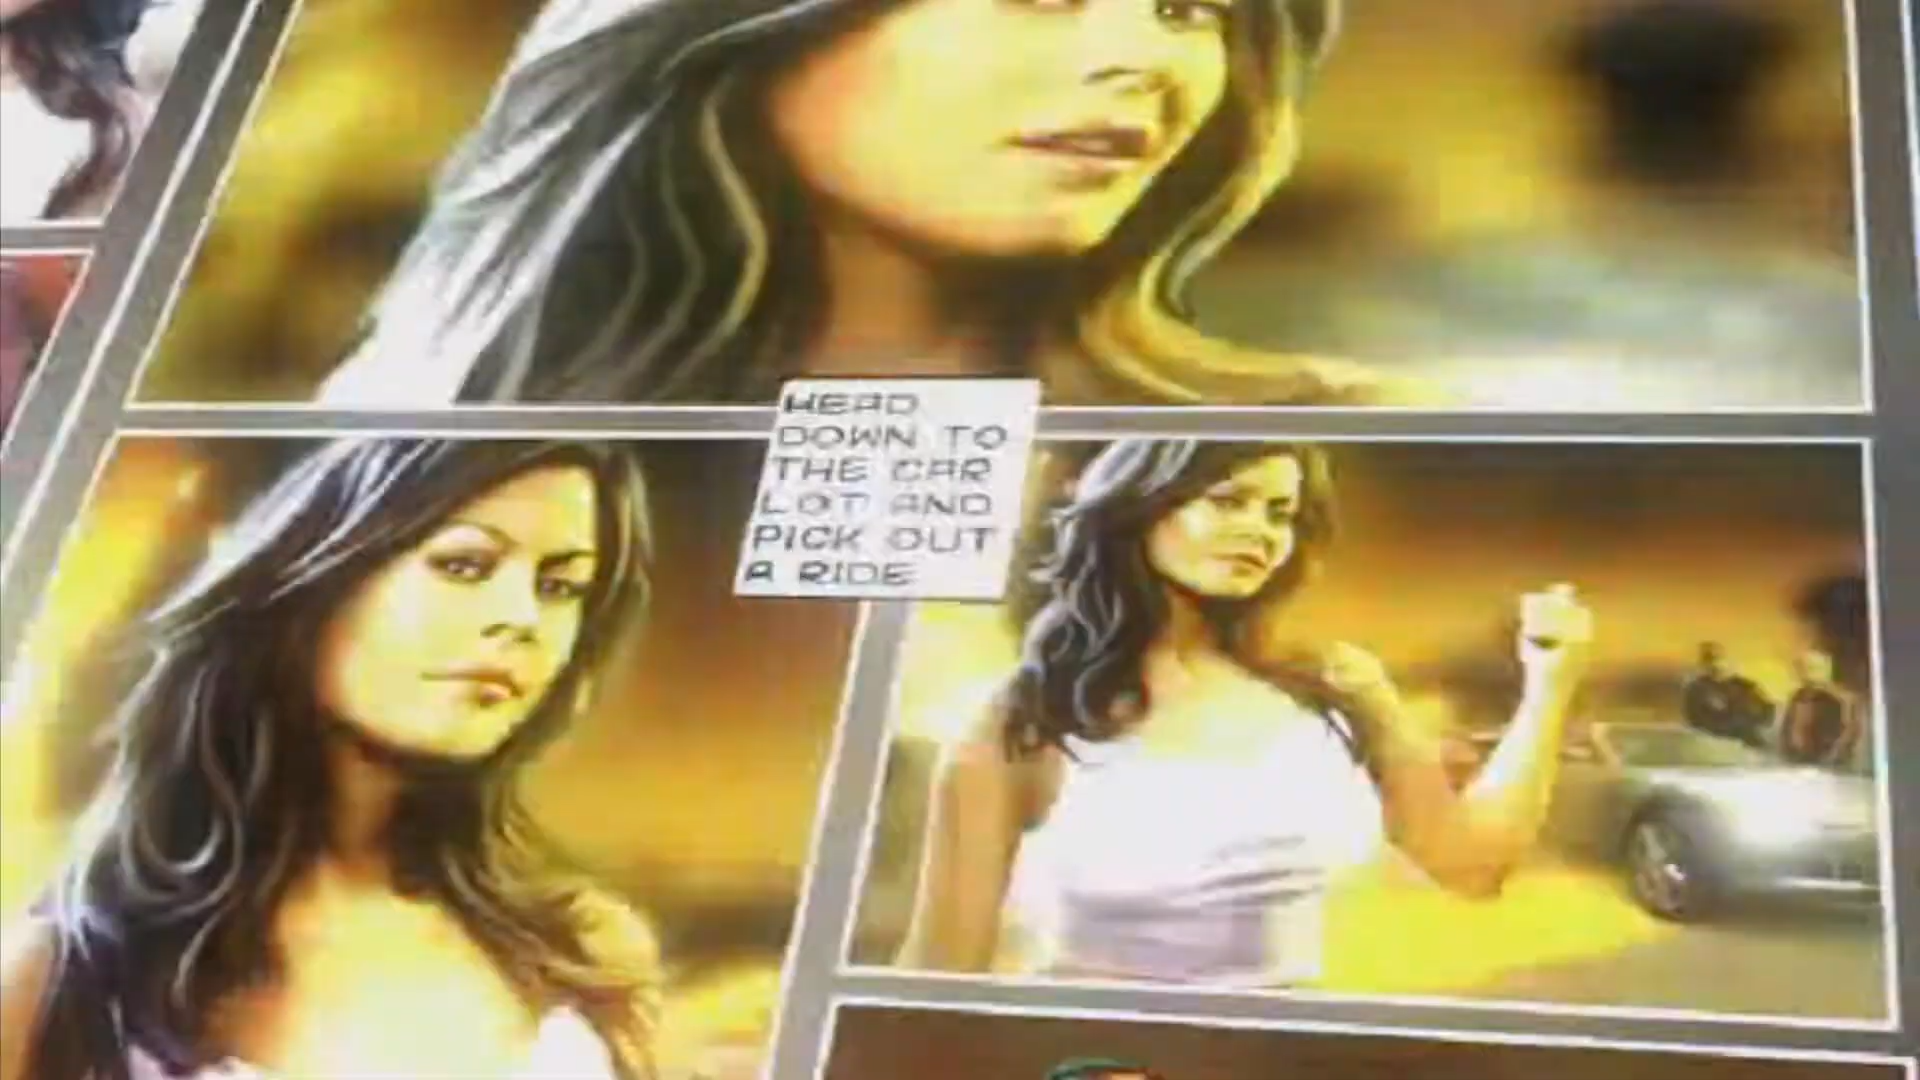 HEAD
DOWN TO
THE CAR
LOT AND
PICK OUT
A RIDE